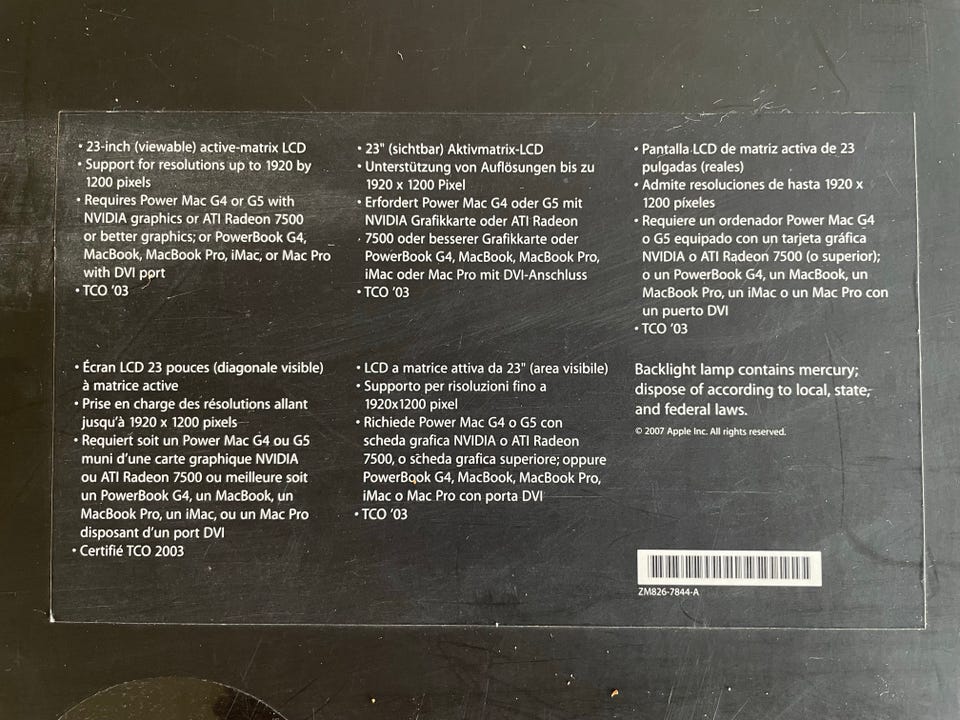 • 23-inch (viewable) active-matrix LCD
• Support for resolutions up to 1920 by
1200 pixels
• Requires Power Mac G4 or G5 with
NVIDIA graphics or ATI Radeon 7500
or better graphics; or PowerBook G4,
MacBook, MacBook Pro, iMac, or Mac Pro
with DVI port
• TCO ’03
• 23" (sichtbar) Aktivmatrix-LCD
• Unterstützung von Auflösungen bis zu
1920 x 1200 Pixel
• Erfordert Power Mac G4 oder G5 mit
NVIDIA Grafikkarte oder ATI Radeon
7500 oder besserer Grafikkarte oder
PowerBook G4, MacBook, MacBook Pro,
iMac oder Mac Pro mit DVI-Anschluss
• TCO ’03
• Pantalla LCD de matriz activa de 23
pulgadas (reales)
• Admite resoluciones de hasta 1920 x
1200 píxeles
• Requiere un ordenador Power Mac G4
o G5 equipado con un tarjeta gráfica
NVIDIA o ATI Radeon 7500 (o superior);
o un PowerBook G4, un MacBook, un
MacBook Pro, un iMac o un Mac Pro con
un puerto DVI
• TCO ’03
• Écran LCD 23 pouces (diagonale visible)
à matrice active
• Prise en charge des résolutions allant
jusqu’à 1920 x 1200 pixels
• Requiert soit un Power Mac G4 ou G5
muni d’une carte graphique NVIDIA
ou ATI Radeon 7500 ou meilleure soit
un PowerBook G4, un MacBook, un
MacBook Pro, un iMac, ou un Mac Pro
disposant d’un port DVI
• Certifié TCO 2003
• LCD a matrice attiva da 23" (area visibile)
• Supporto per risoluzioni fino a
1920x1200 pixel
• Richiede Power Mac G4 o G5 con
scheda grafica NVIDIA o ATI Radeon
7500, o scheda grafica superiore; oppure
PowerBook G4, MacBook, MacBook Pro,
iMac o Mac Pro con porta DVI
• TCO ’03
Backlight lamp contains mercury;
dispose of according to local, state,
and federal laws.
© 2007 Apple Inc. All rights reserved.
ZM826-7844-A